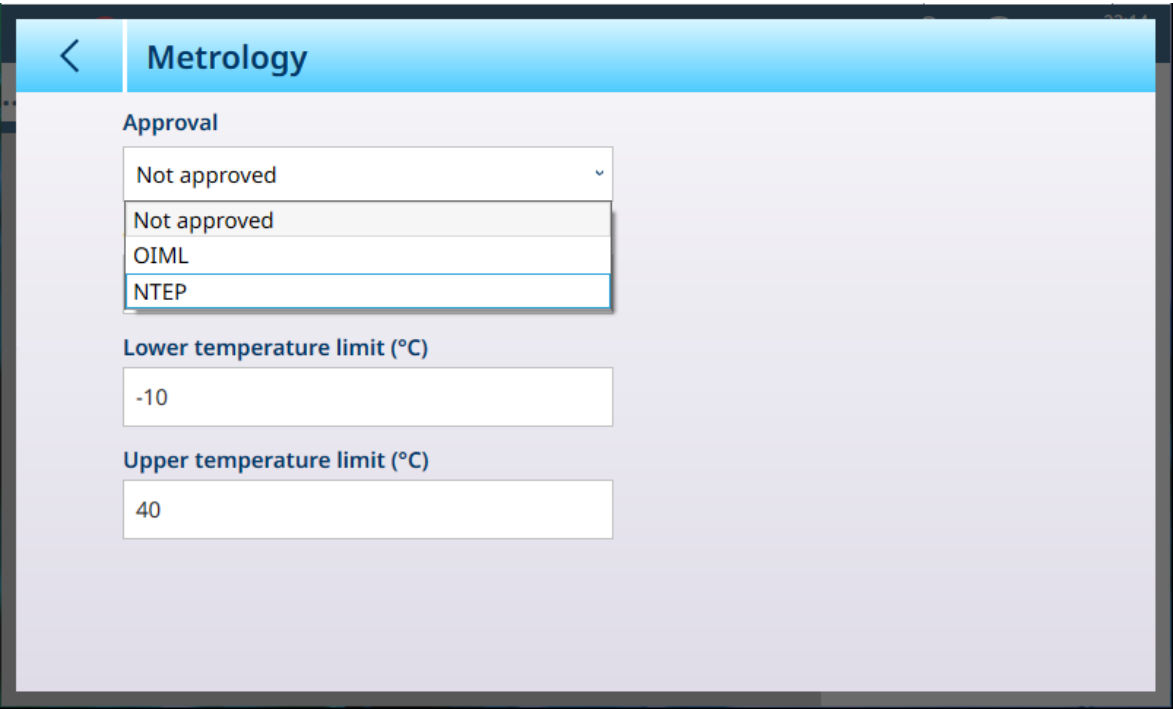 Metrology
Approval
Not approved
Not approved
OIML
NTEP
Lower temperature limit (°C)
-10
Upper temperature limit (°C)
40